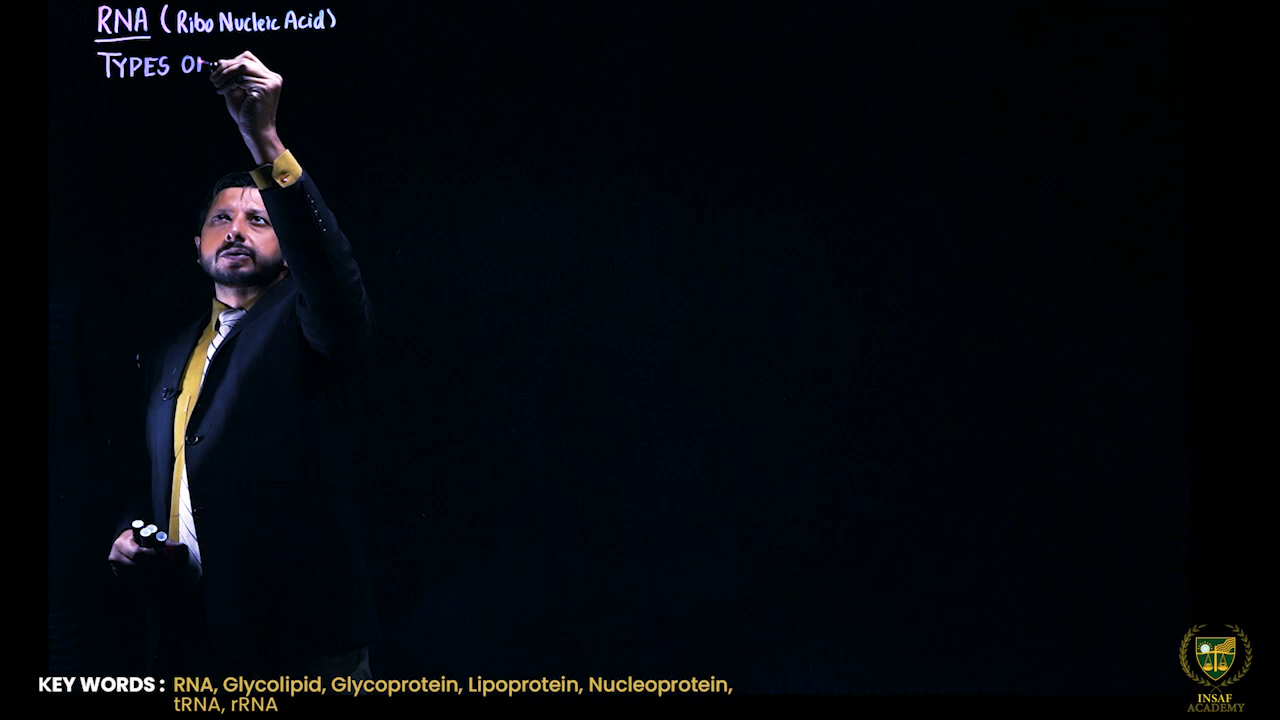 RNA (Ribo Nucleic Acid)
TYPES OF
KEY WORDS : RNA, Glycolipid, Glycoprotein, Lipoprotein, Nucleoprotein,
tRNA, rRNA
INSAF
ACADEMY